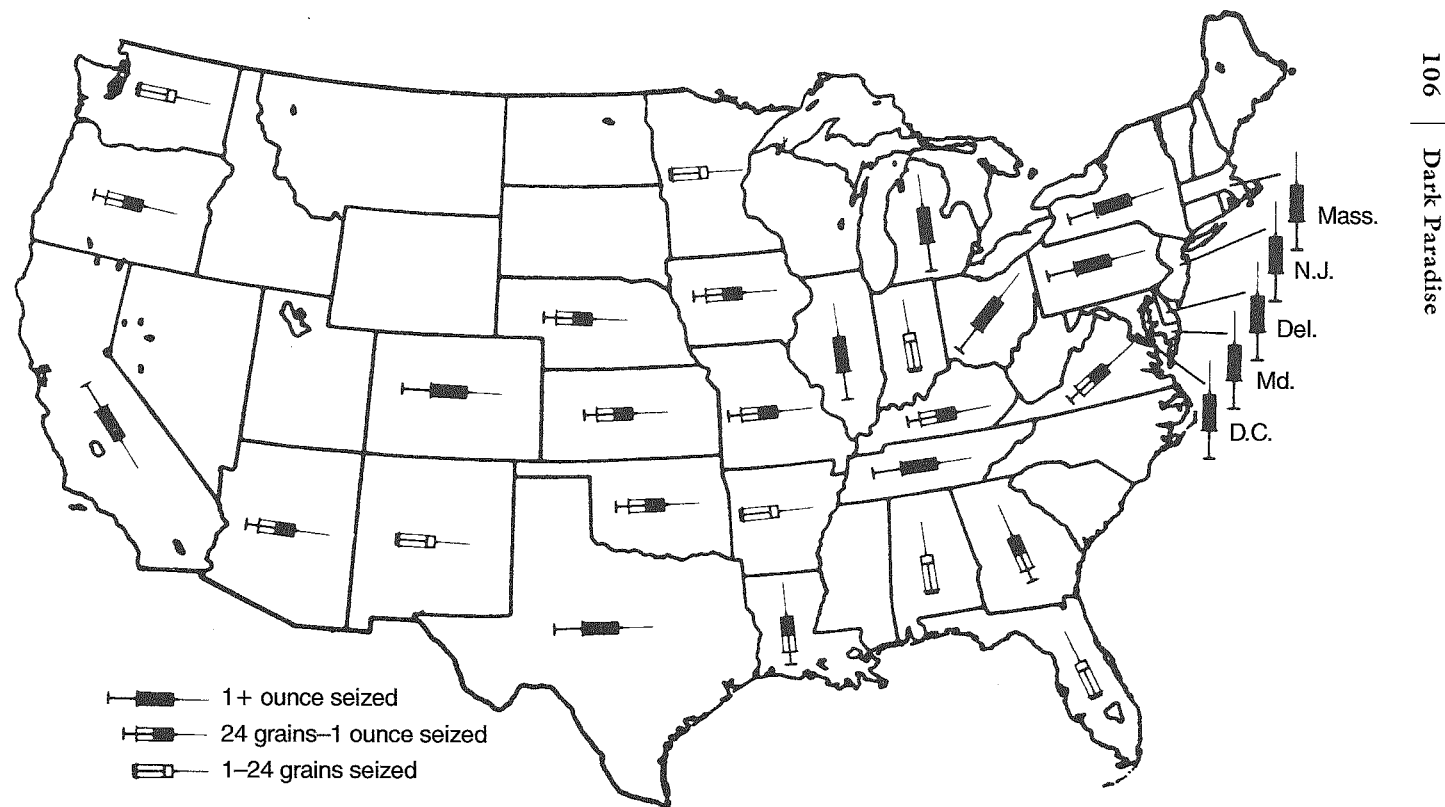 106 | Dark Paradise
Mass.
N.J.
Del.
Md.
D.C.
1+ ounce seized
24 grains–1 ounce seized
1–24 grains seized